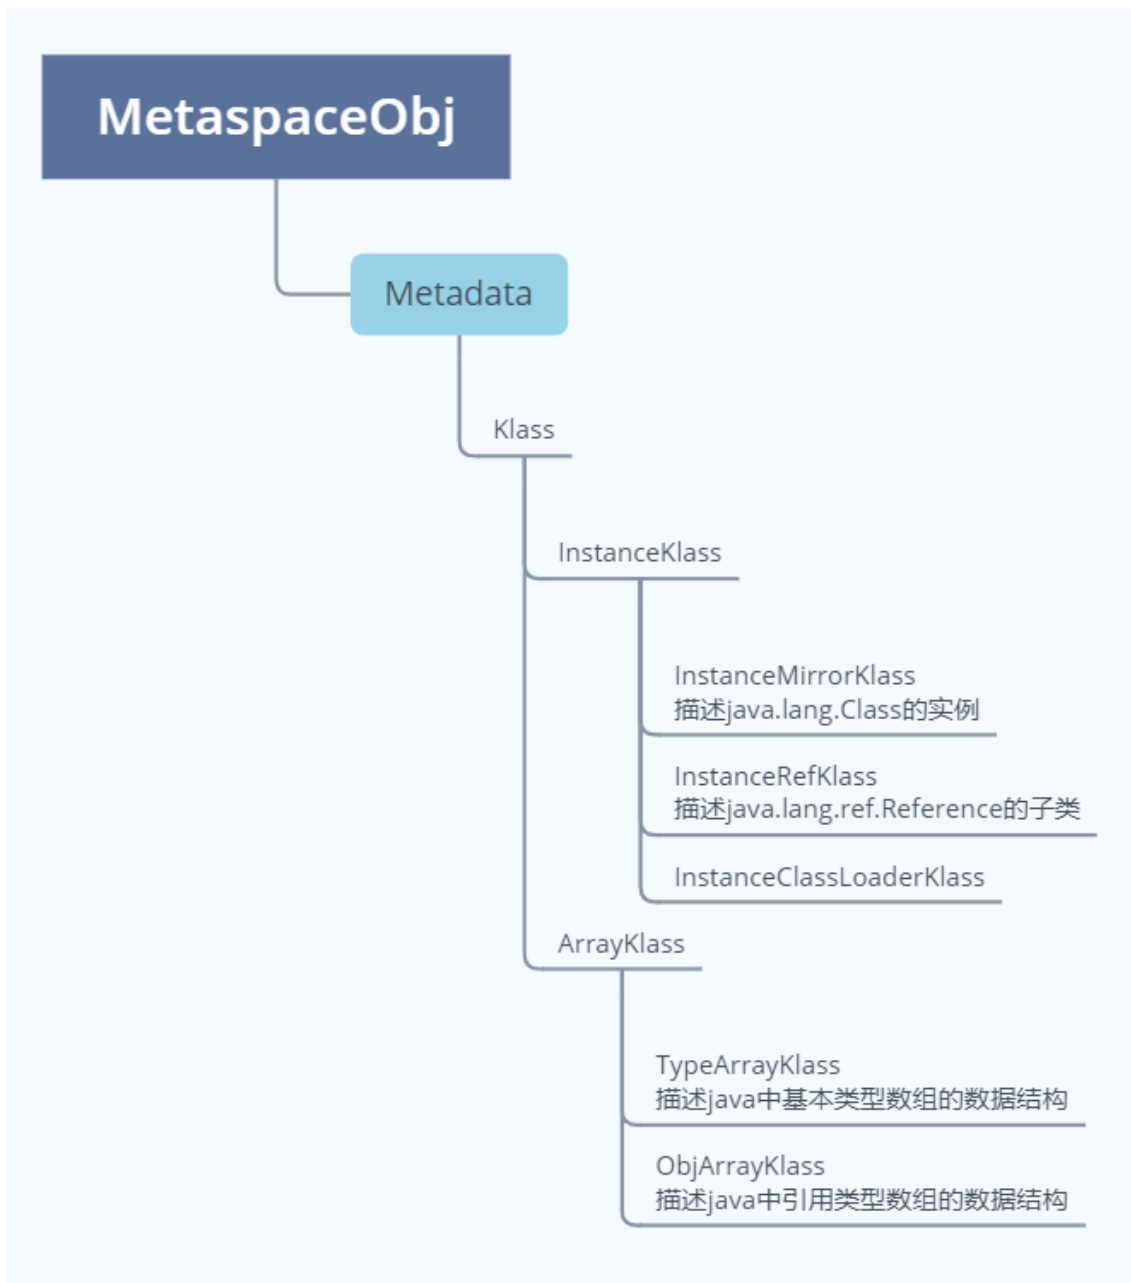 MetaspaceObj
Metadata
Klass
InstanceKlass
InstanceMirrorKlass
描述java.lang.Class的实例
InstanceRefKlass
描述java.lang.ref.Reference的子类
InstanceClassLoaderKlass
ArrayKlass
TypeArrayKlass
描述java中基本类型数组的数据结构
ObjArrayKlass
描述java中引用类型数组的数据结构